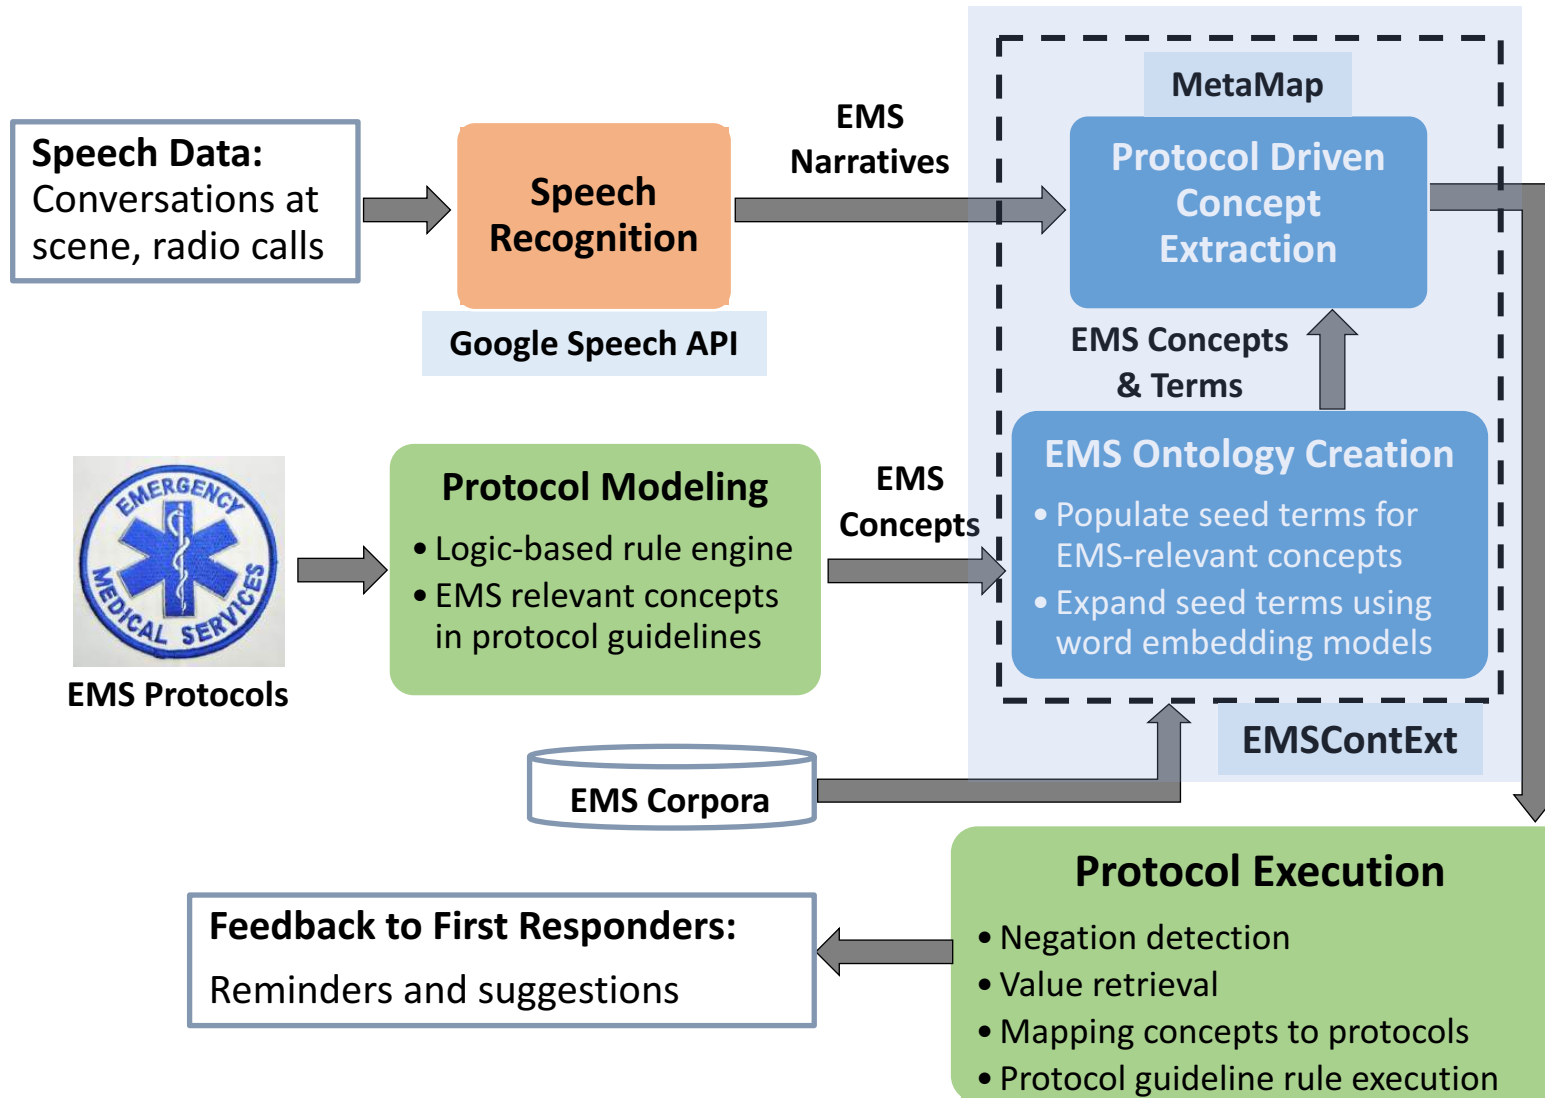 MetaMap
Speech Data:
Conversations at
scene, radio calls
Speech
Recognition
Google Speech API
EMS
Narratives
Protocol Driven
Concept
Extraction
EMS Concepts
& Terms
EMERGENCY
MEDICAL SERVICES
EMS Protocols
Protocol Modeling
• Logic-based rule engine
• EMS relevant concepts
in protocol guidelines
EMS
Concepts
EMS Ontology Creation
• Populate seed terms for
EMS-relevant concepts
• Expand seed terms using
word embedding models
EMSContExt
EMS Corpora
Protocol Execution
• Negation detection
• Value retrieval
• Mapping concepts to protocols
• Protocol guideline rule execution
Feedback to First Responders:
Reminders and suggestions